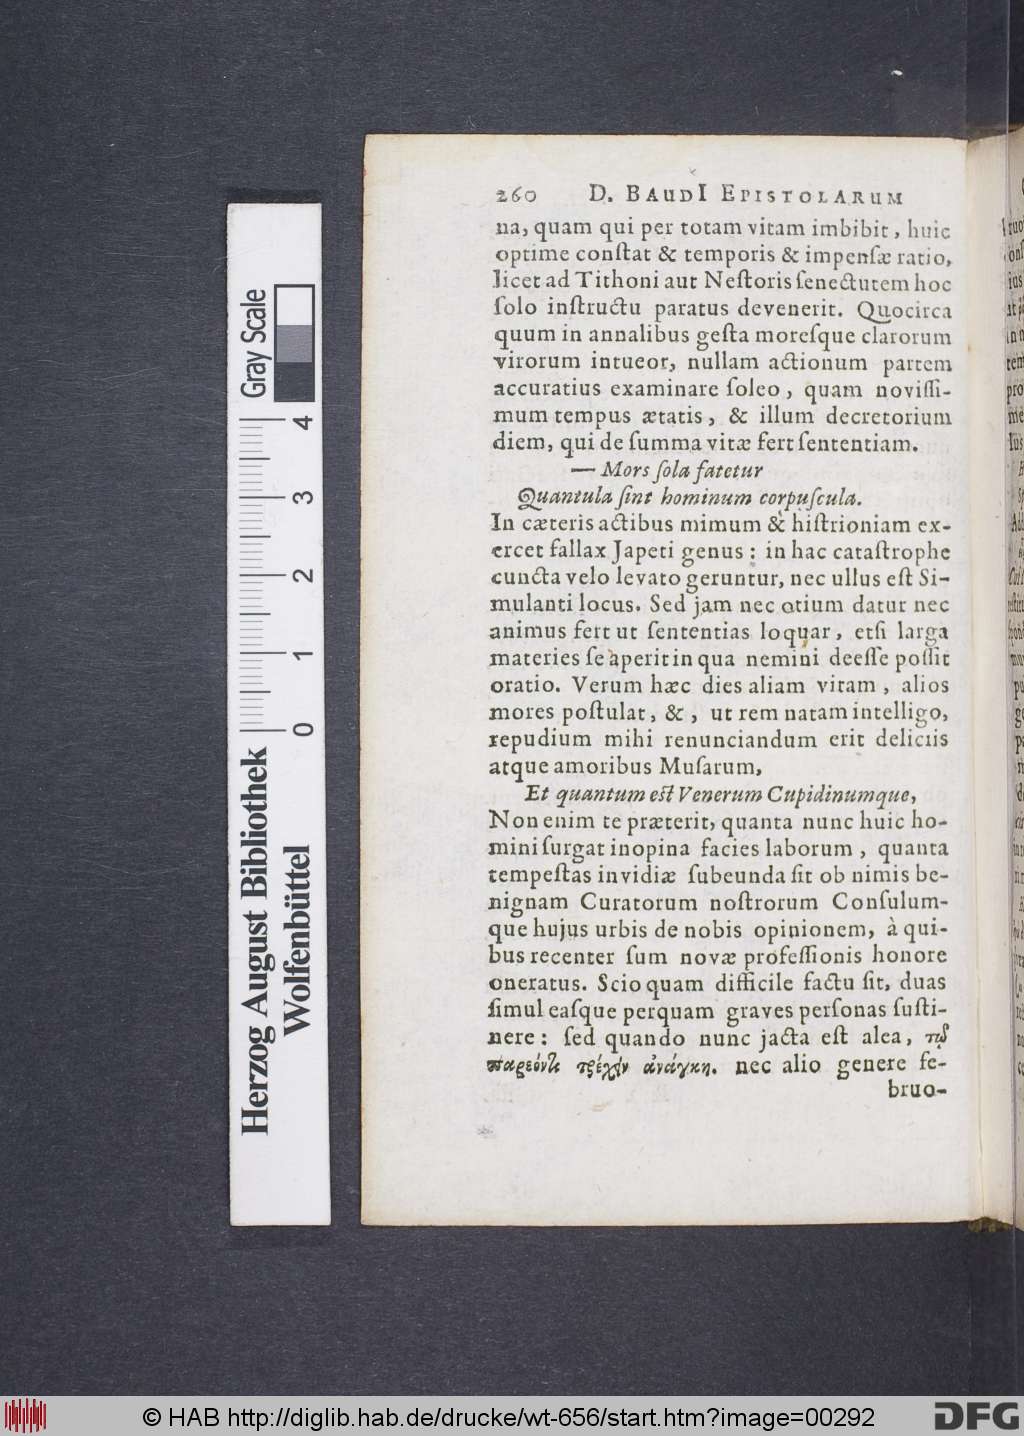 260 D. BAUDI EPISTOLARUM
na, quam qui per totam vitam imbibit, huic
optime conſtat & temporis & impenſæ ratio,
licet ad Tithoni aut Neſtoris ſenectutem hoc
ſolo inſtructu paratus devenerit. Quocirca
quum in annalibus geſta moreſque clarorum
virorum intueor, nullam actionum partem
accuratius examinare ſoleo, quam noviſſi-
mum tempus ætatis, & illum decretorium
diem, qui de ſumma vitæ fert ſententiam.
— Mors ſola fatetur
Quantula ſint hominum corpuſcula.
In cæteris actibus mimum & hiſtrioniam ex-
ercet fallax Japeti genus: in hac cataſtrophe
cuncta velo levato geruntur, nec ullus eſt Si-
mulanti locus. Sed jam nec otium datur nec
animus fert ut ſententias loquar, etſi larga
materies ſe aperit in qua nemini deeſſe poſſit
oratio. Verum hæc dies aliam vitam, alios
mores poſtulat, &, ut rem natam intelligo,
repudium mihi renunciandum erit deliciis
atque amoribus Muſarum,
Et quantum eſt Venerum Cupidinumque,
Non enim te præterit, quanta nunc huic ho-
mini ſurgat inopina facies laborum, quanta
tempeſtas invidiæ ſubeunda ſit ob nimis be-
nignam Curatorum noſtrorum Conſulum-
que hujus urbis de nobis opinionem, à qui-
bus recenter ſum novæ profeſſionis honore
oneratus. Scio quam difficile factu ſit, duas
ſimul eaſque perquam graves perſonas ſuſti-
nere: ſed quando nunc jacta eſt alea, τῷ
παρεόντι τρέχην ἀνάγκη. nec alio genere fe-
bruo-
Gray Scale
0 1 2 3 4
Herzog August Bibliothek
Wolfenbüttel
© HAB http://diglib.hab.de/drucke/wt-656/start.htm?image=00292
DFG